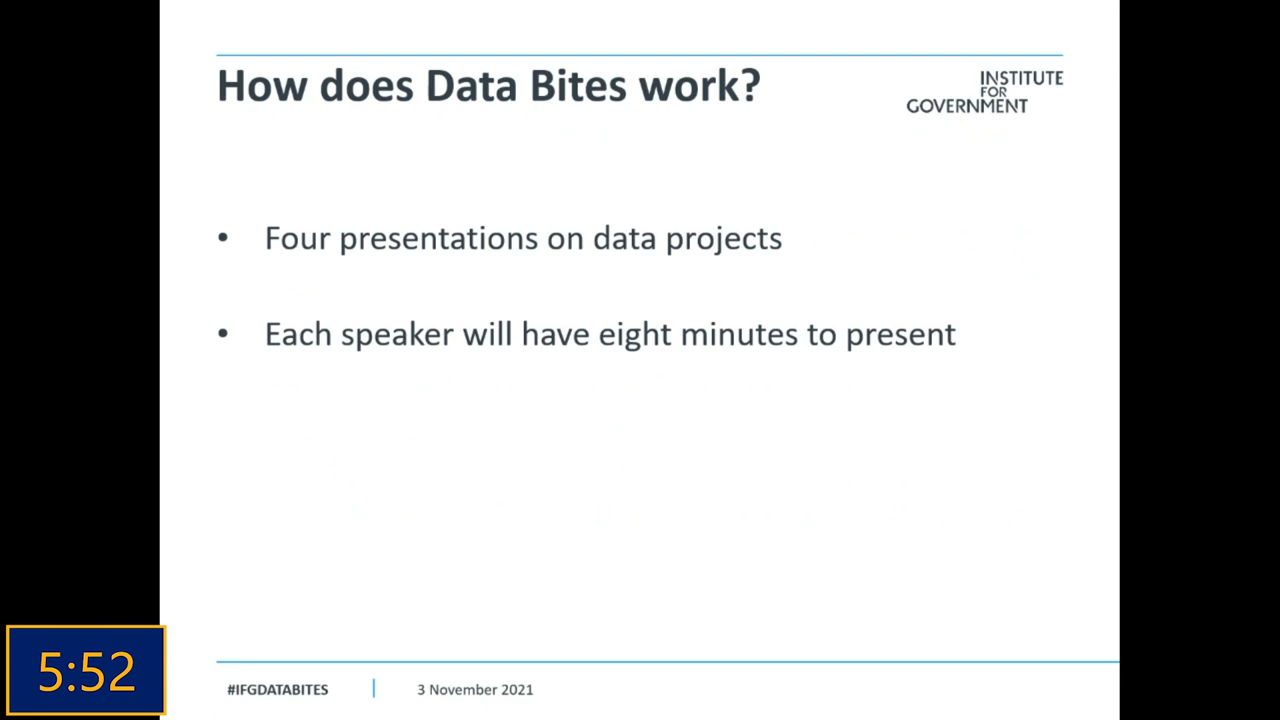 How does Data Bites work?
INSTITUTE
FOR
GOVERNMENT
• Four presentations on data projects
• Each speaker will have eight minutes to present
5:52
#IFGDATABITES
3 November 2021